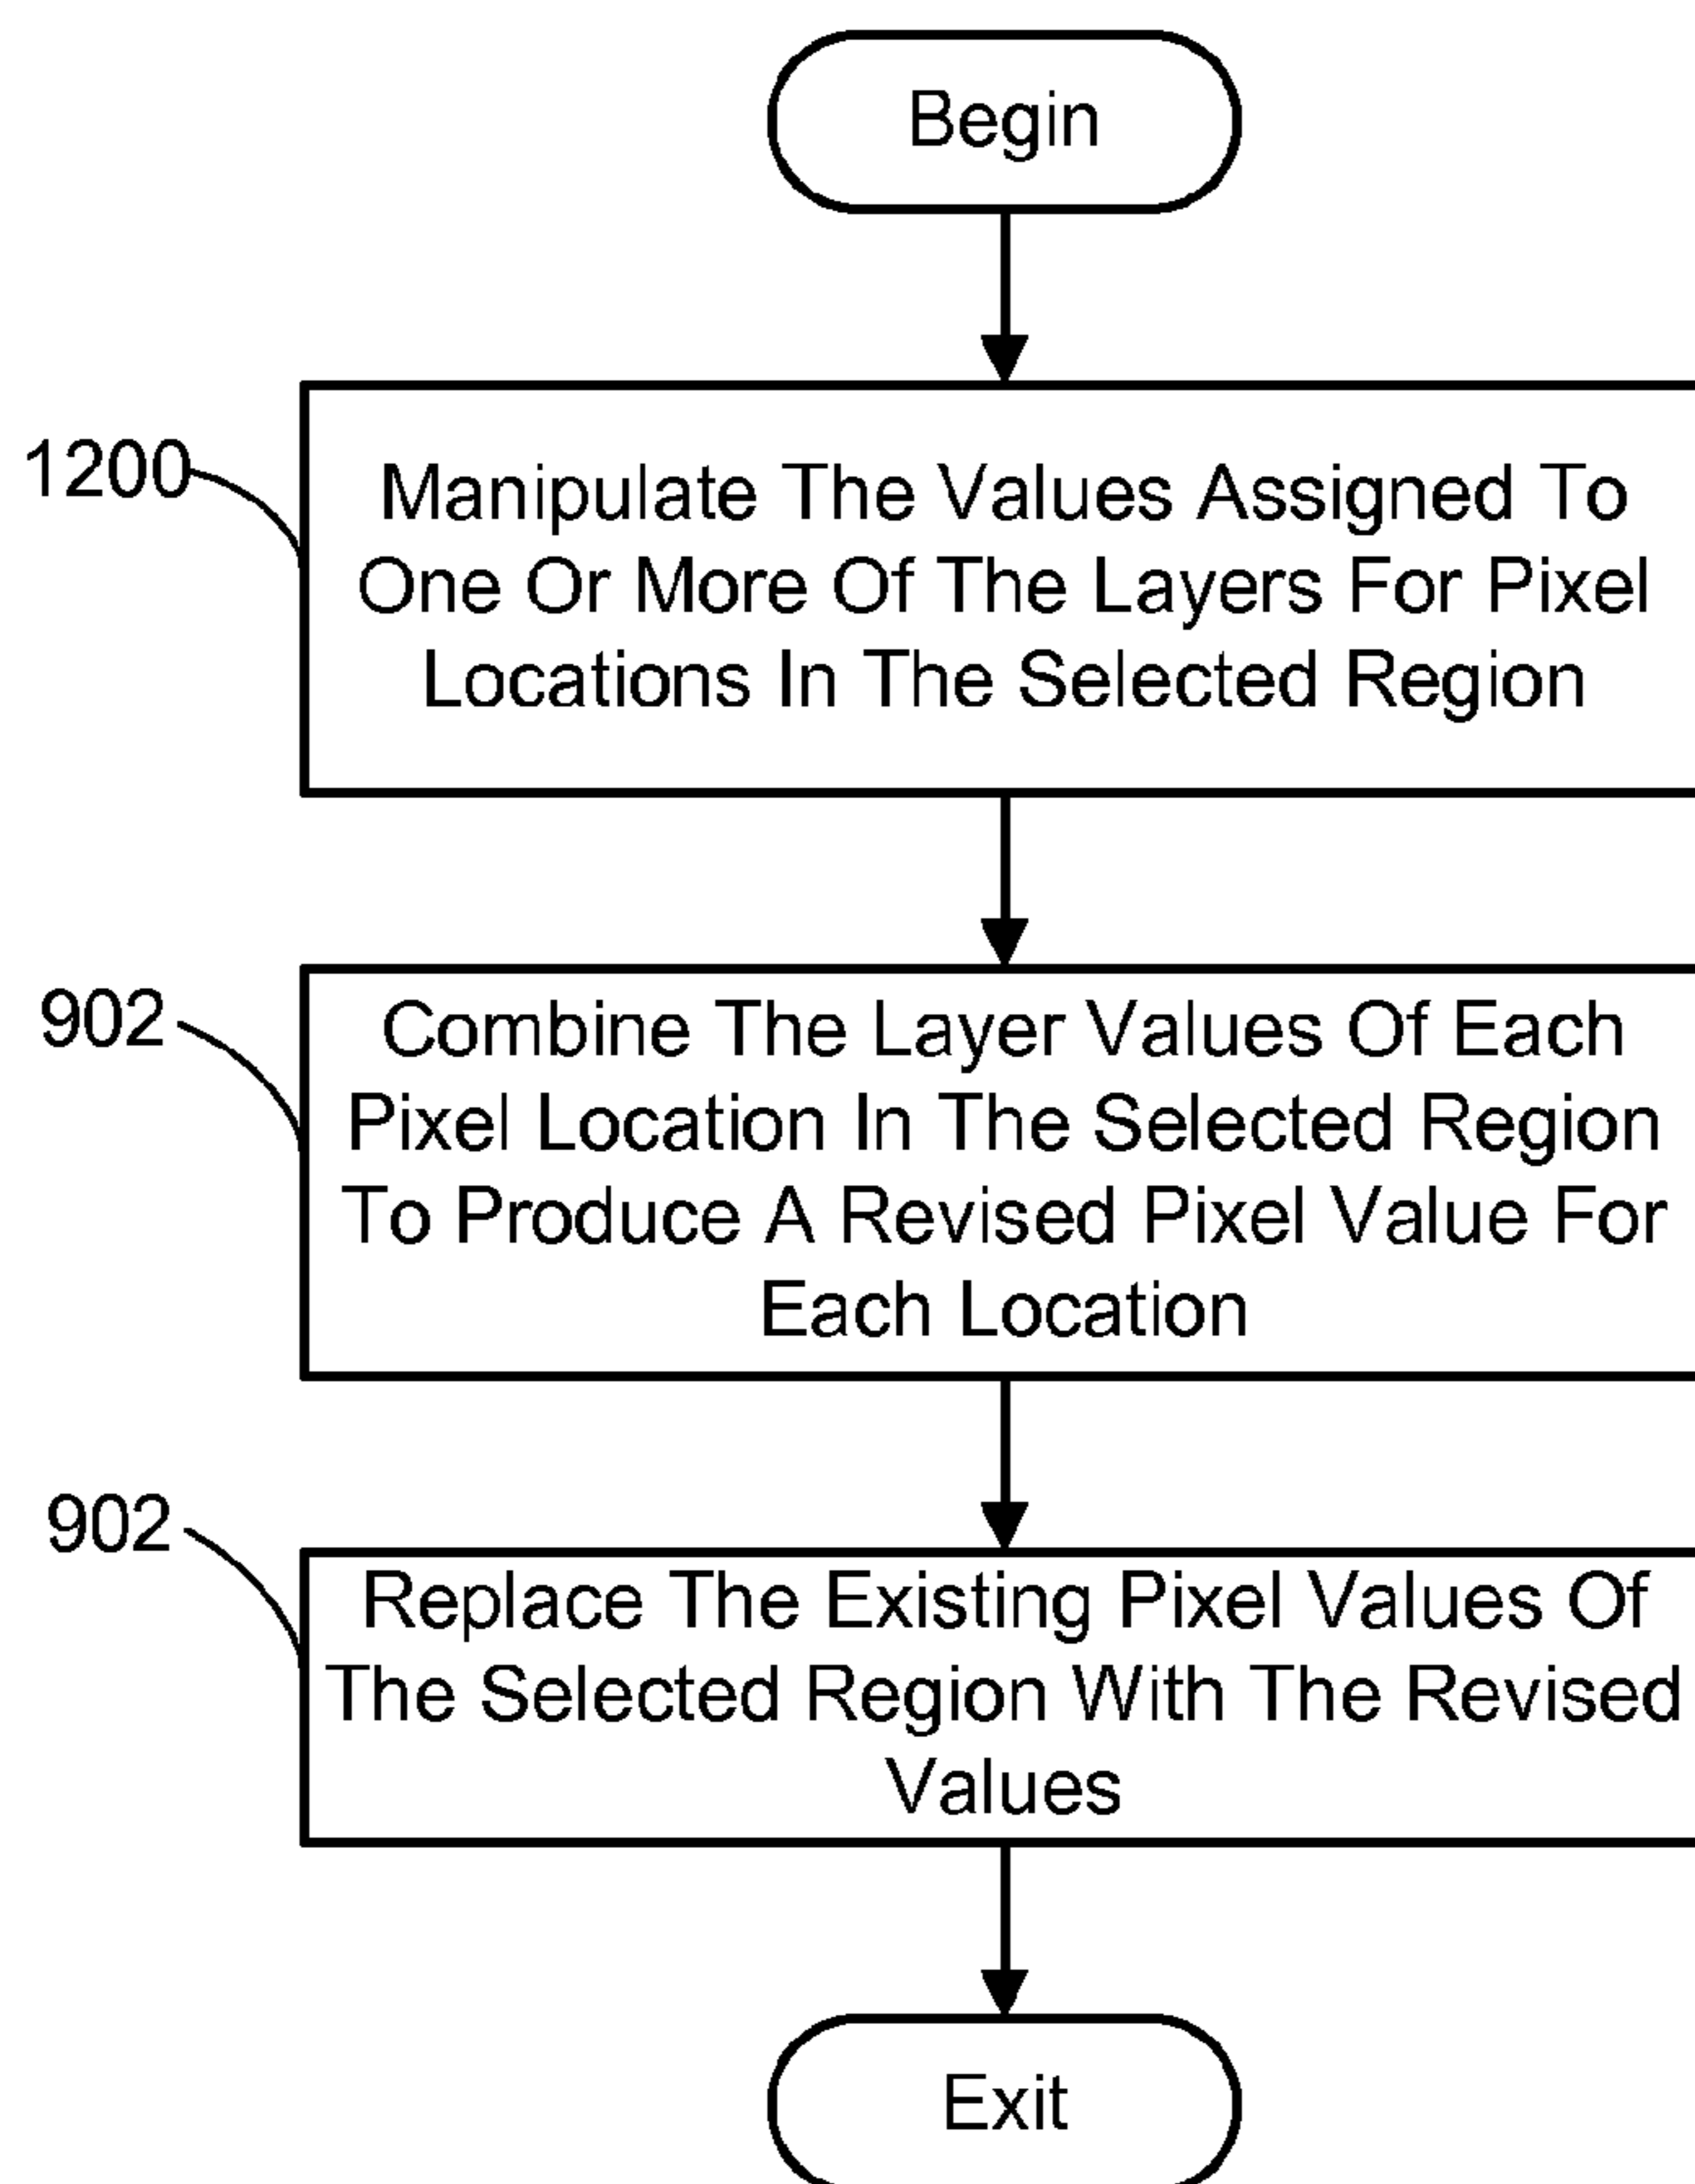 Begin
1200
Manipulate The Values Assigned To
One Or More Of The Layers For Pixel
Locations In The Selected Region
902
Combine The Layer Values Of Each
Pixel Location In The Selected Region
To Produce A Revised Pixel Value For
Each Location
902
Replace The Existing Pixel Values Of
The Selected Region With The Revised
Values
Exit